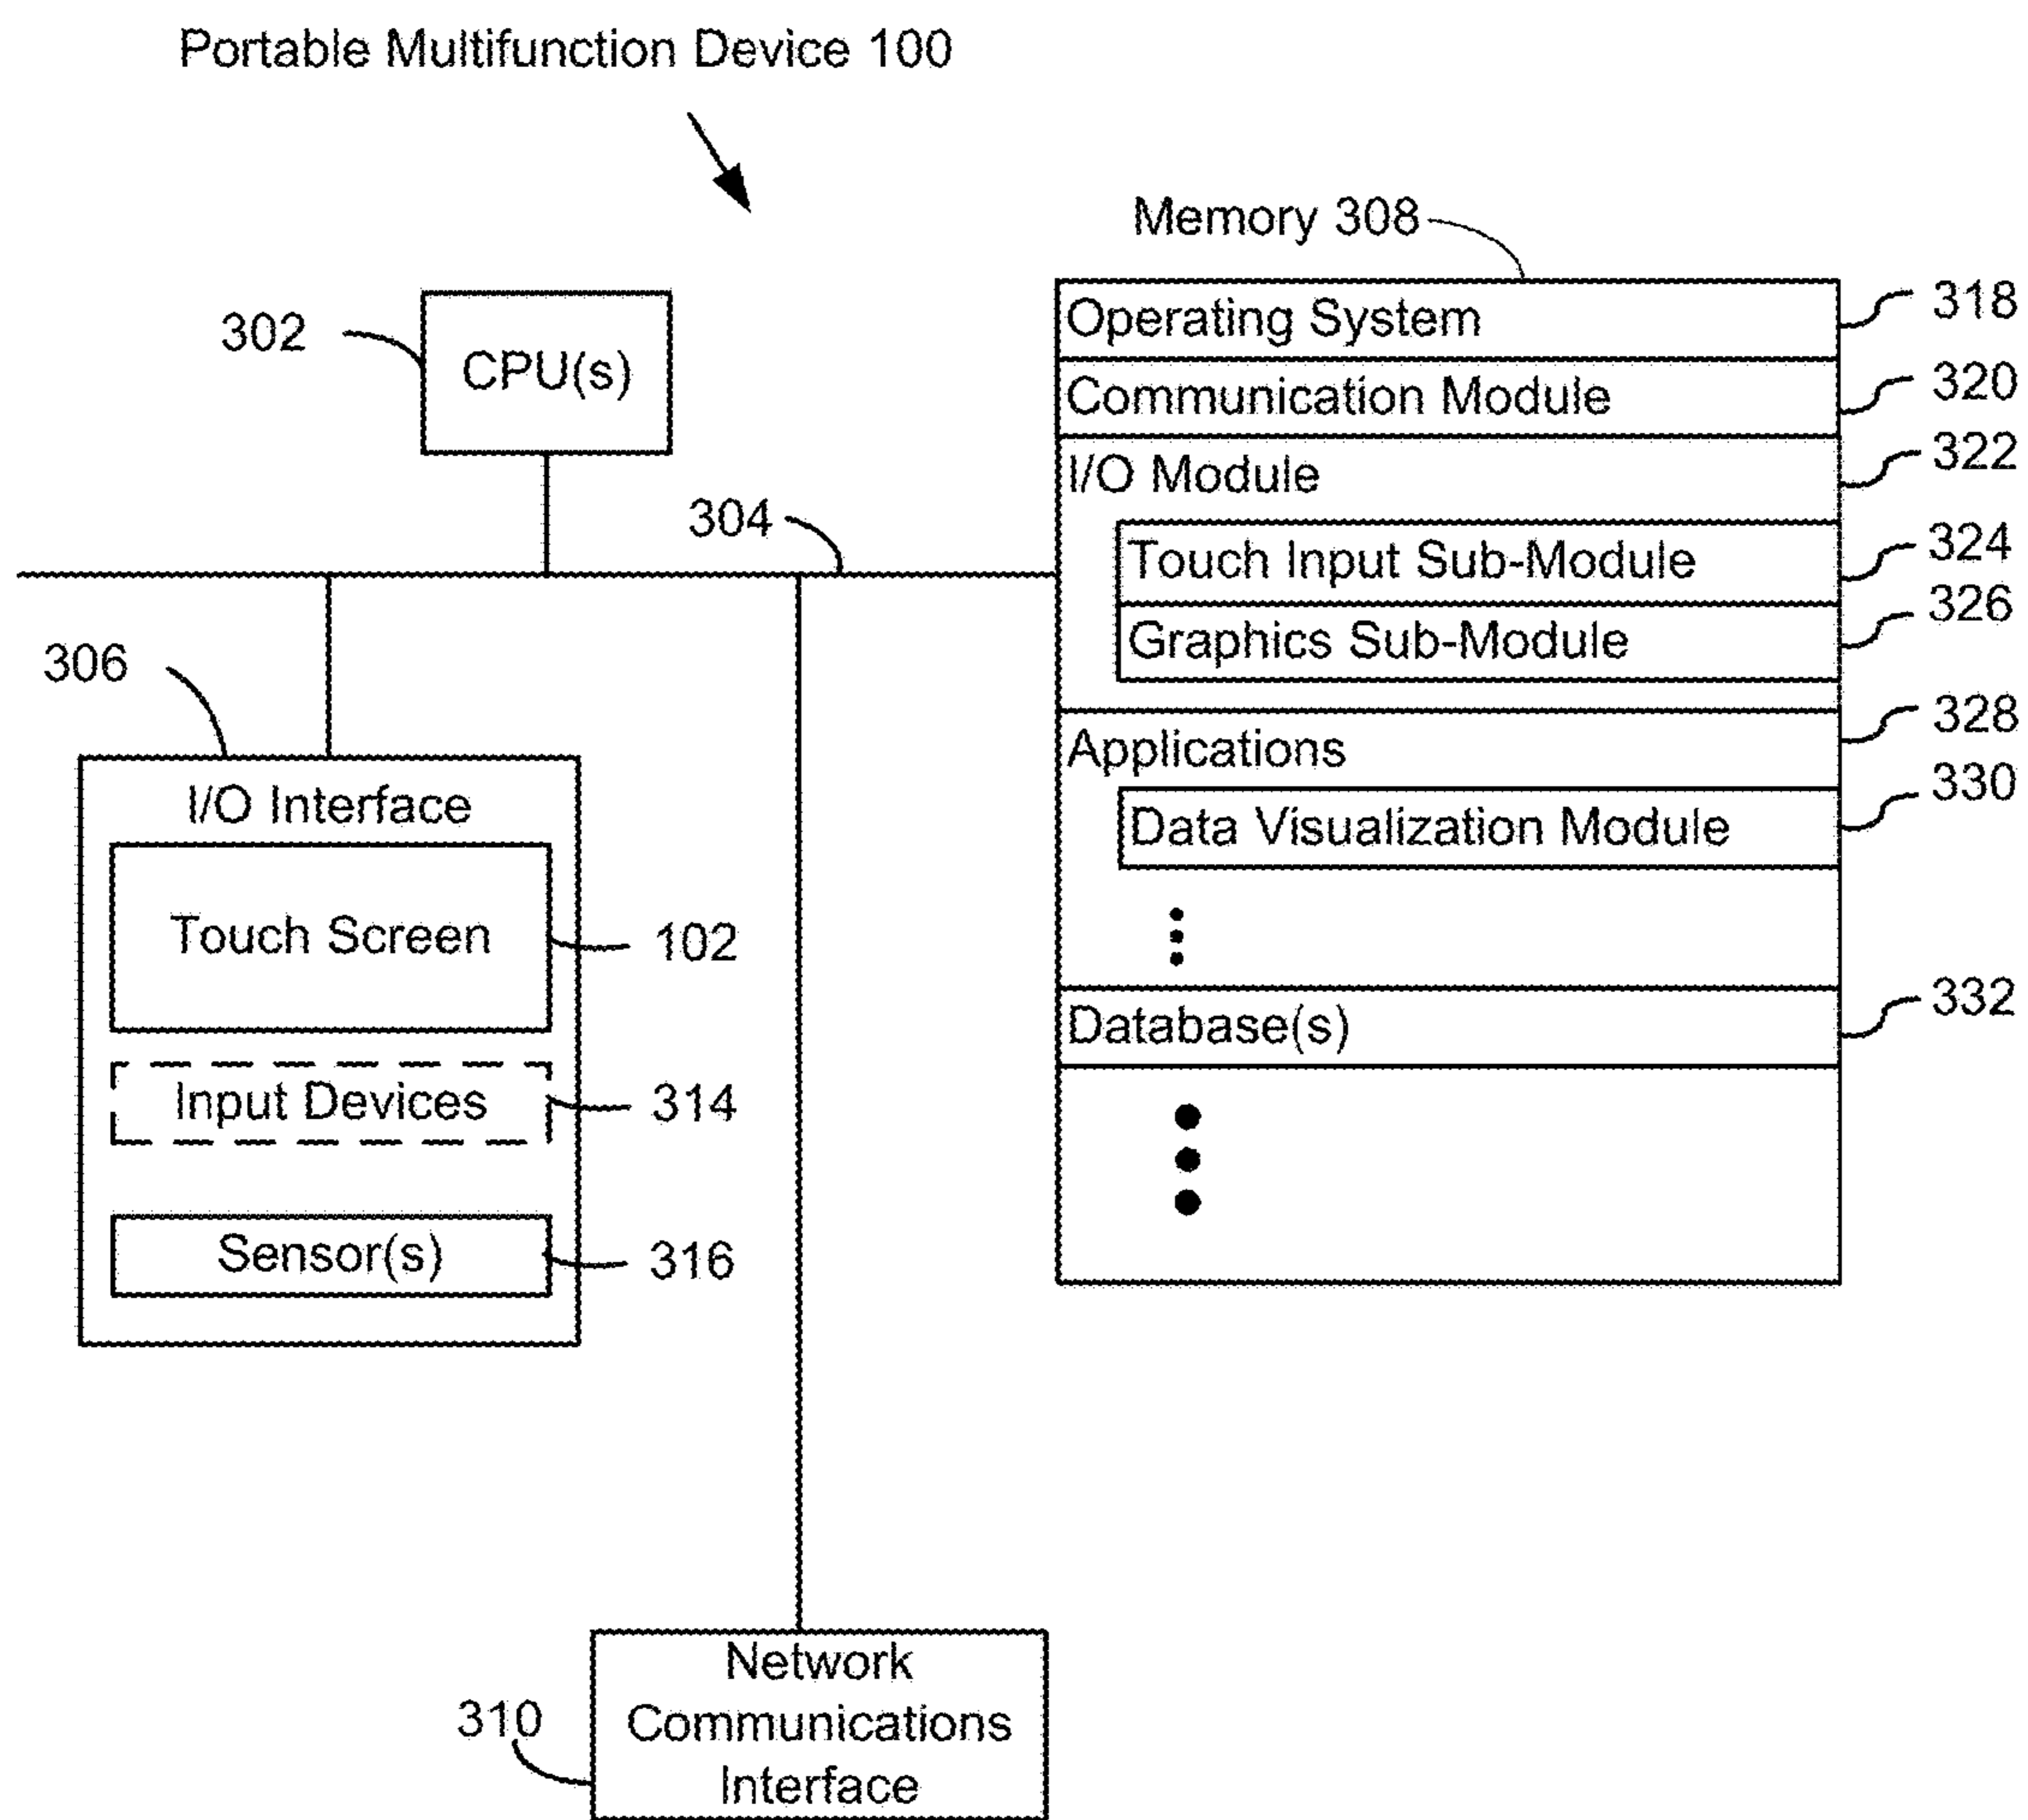 Portable Multifunction Device 100
Memory 308
302
CPU(s)
304
306
I/O Interface
Touch Screen
102
Input Devices
314
Sensor(s)
316
Operating System
318
Communication Module
320
I/O Module
322
Touch Input Sub-Module
324
Graphics Sub-Module
326
Applications
328
Data Visualization Module
330
Database(s)
332
310
Network
Communications
Interface